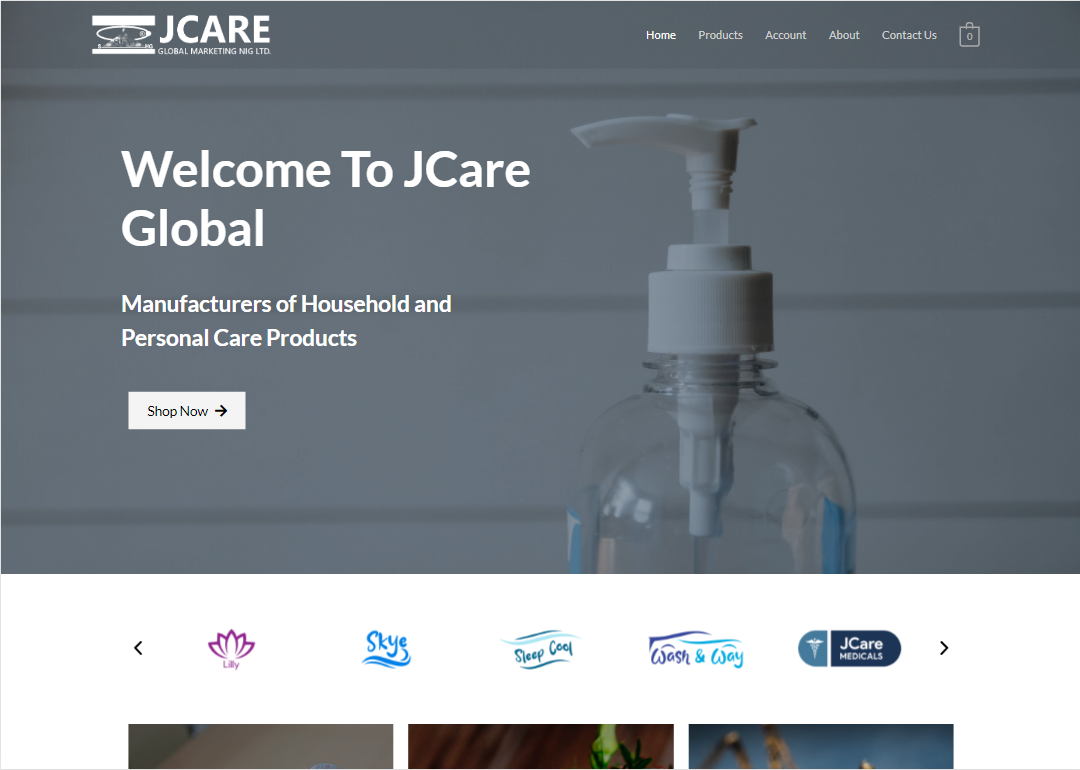 JCARE
GLOBAL MARKETING NIG LTD.
Home
Products
Account
About
Contact Us
0
Welcome To JCare
Global
Manufacturers of Household and
Personal Care Products
Shop Now
Lilly
Skye
Sleep Cool
Wash & Way
JCare
MEDICALS